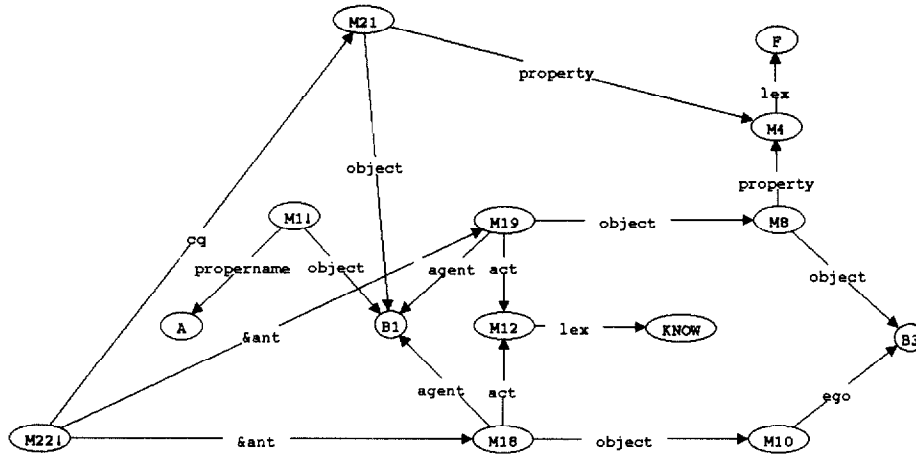 M21
F
property
lex
M4
object
property
M1↓
M19
object
M8
cq
propername
object
agent
act
object
A
B1
M12
lex
KNOW
B3
&ant
agent
act
ego
M22↓
&ant
M18
object
M10